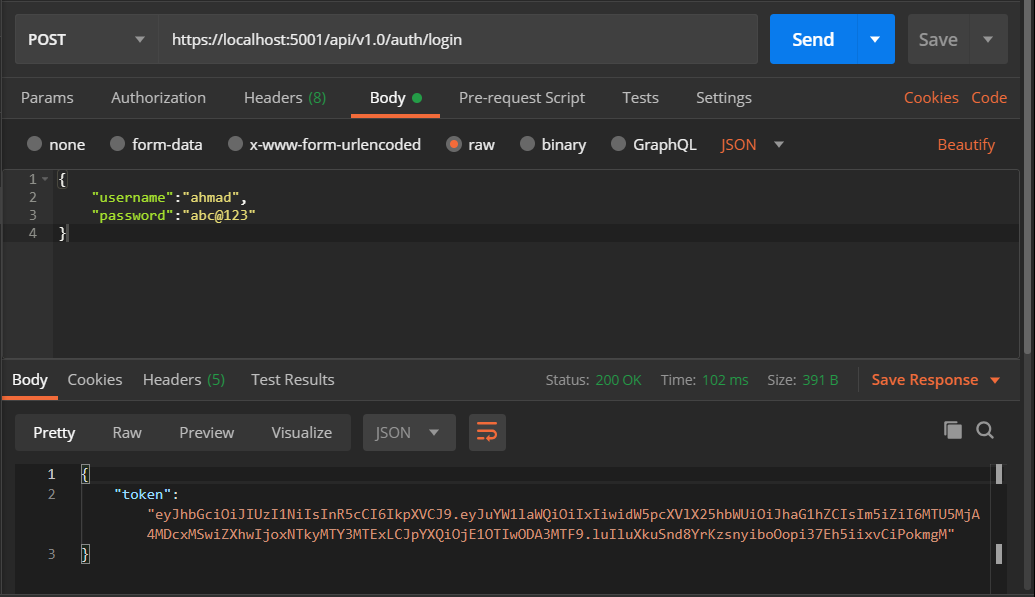 POST https://localhost:5001/api/v1.0/auth/login Send Save
Params Authorization Headers (8) Body Pre-request Script Tests Settings Cookies Code
none form-data x-www-form-urlencoded raw binary GraphQL JSON Beautify
1 {
2 "username":"ahmad",
3 "password":"abc@123"
4 }
Body Cookies Headers (5) Test Results Status: 200 OK Time: 102 ms Size: 391 B Save Response
Pretty Raw Preview Visualize JSON
1 {
2 "token":
"eyJhbGciOiJIUzI1NiIsInR5cCI6IkpXVCJ9.eyJuYW1laWQiOiIxIiwidW5pcXVlX25hbWUiOiJhaG1hZCIsIm5iZiI6MTU5MjA
4MDcxMSwiZXhwIjoxNTkyMTY3MTExLCJpYXQiOjE1OTIwODA3MTF9.luIluXkuSnd8YrKzsnyiboOopi37Eh5iixvCiPokmgM"
3 }